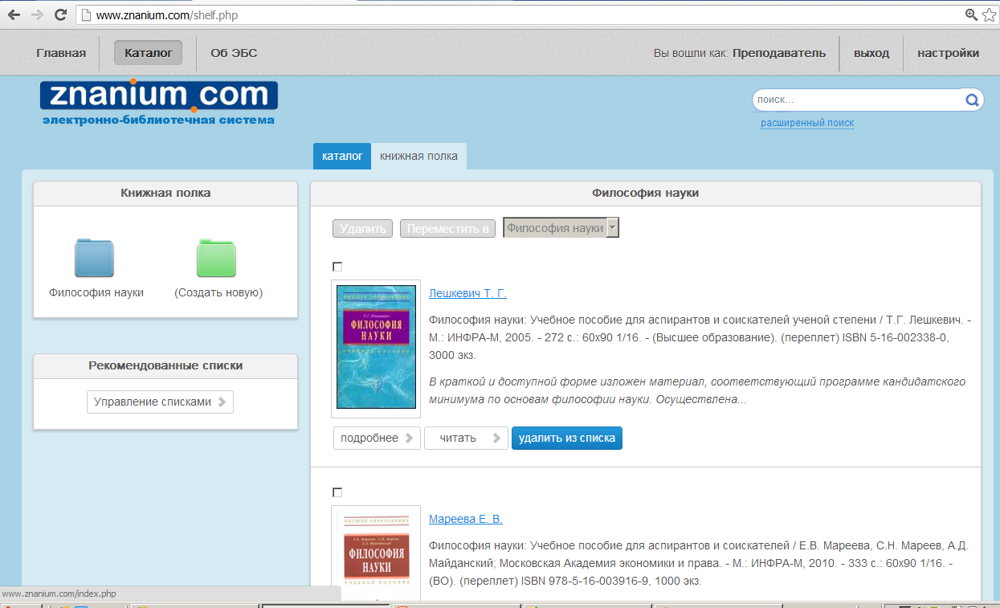 www.znanium.com/shelf.php
Главная
Каталог
Об ЭБС
Вы вошли как: Преподаватель
выход
настройки
znanium.com
электронно-библиотечная система
поиск...
расширенный поиск
каталог
книжная полка
Книжная полка
Философия науки
(Создать новую)
Рекомендованные списки
Управление списками
Философия науки
Удалить
Переместить в
Философия науки
ФИЛОСОФИЯ
НАУКИ
Лешкевич Т. Г.
Философия науки: Учебное пособие для аспирантов и соискателей ученой степени / Т.Г. Лешкевич. -
М.: ИНФРА-М, 2005. - 272 с.: 60x90 1/16. - (Высшее образование). (переплет) ISBN 5-16-002338-0,
3000 экз.
В краткой и доступной форме изложен материал, соответствующий программе кандидатского
минимума по основам философии науки. Осуществлена...
подробнее
читать
удалить из списка
ВЫСШЕЕ ОБРАЗОВАНИЕ
ФИЛОСОФИЯ
НАУКИ
УЧЕБНОЕ ПОСОБИЕ
Мареева Е. В.
Философия науки: Учебное пособие для аспирантов и соискателей / Е.В. Мареева, С.Н. Мареев, А.Д.
Майданский; Московская Академия экономики и права. - М.: ИНФРА-М, 2010. - 333 с.: 60x90 1/16. -
(ВО). (переплет) ISBN 978-5-16-003916-9, 1000 экз.
www.znanium.com/index.php